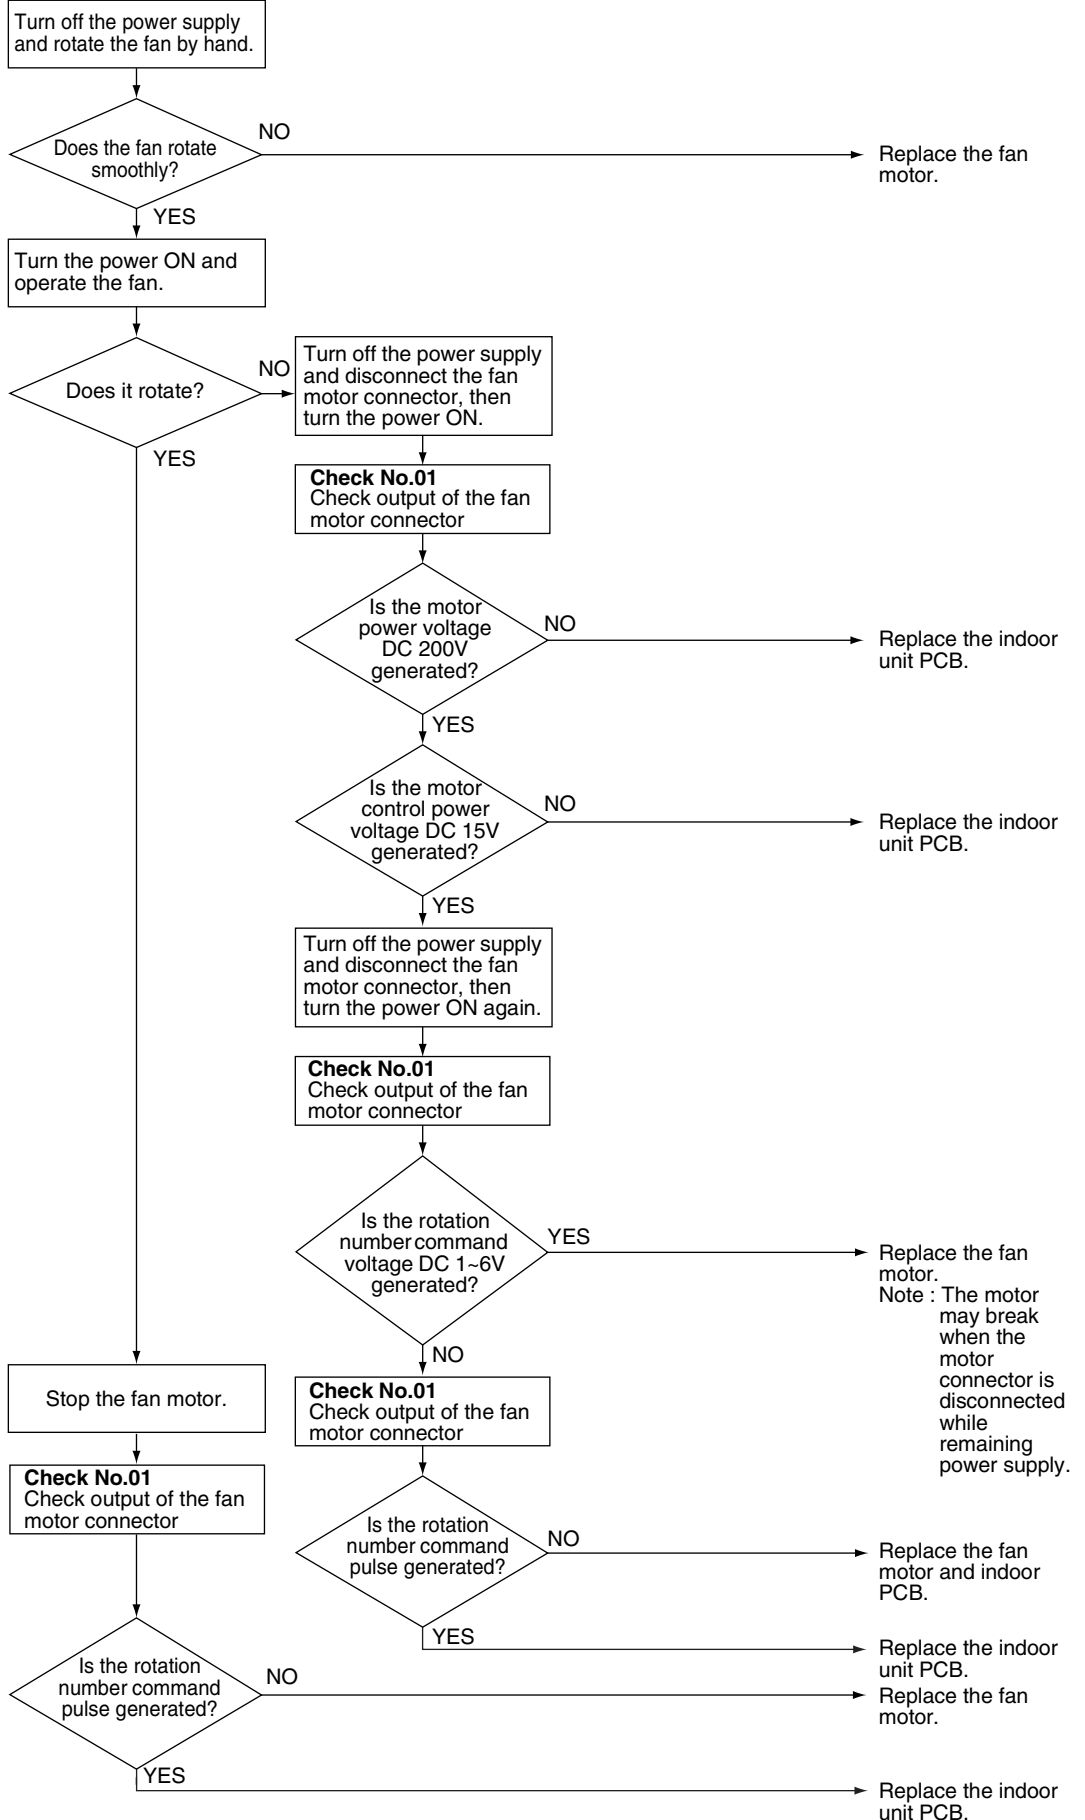 Turn off the power supply
and rotate the fan by hand.
Does the fan rotate
smoothly?
NO
Replace the fan
motor.
YES
Turn the power ON and
operate the fan.
Does it rotate?
NO
Turn off the power supply
and disconnect the fan
motor connector, then
turn the power ON.
YES
Check No.01
Check output of the fan
motor connector
Is the motor
power voltage
DC 200V
generated?
NO
Replace the indoor
unit PCB.
YES
Is the motor
control power
voltage DC 15V
generated?
NO
Replace the indoor
unit PCB.
YES
Turn off the power supply
and disconnect the fan
motor connector, then
turn the power ON again.
Check No.01
Check output of the fan
motor connector
Is the rotation
number command
voltage DC 1~6V
generated?
YES
Replace the fan
motor.
Note : The motor
may break
when the
motor
connector is
disconnected
while
remaining
power supply.
NO
Check No.01
Check output of the fan
motor connector
Is the rotation
number command
pulse generated?
NO
Replace the fan
motor and indoor
PCB.
YES
Replace the indoor
unit PCB.
Stop the fan motor.
Check No.01
Check output of the fan
motor connector
Is the rotation
number command
pulse generated?
NO
Replace the fan
motor.
YES
Replace the indoor
unit PCB.